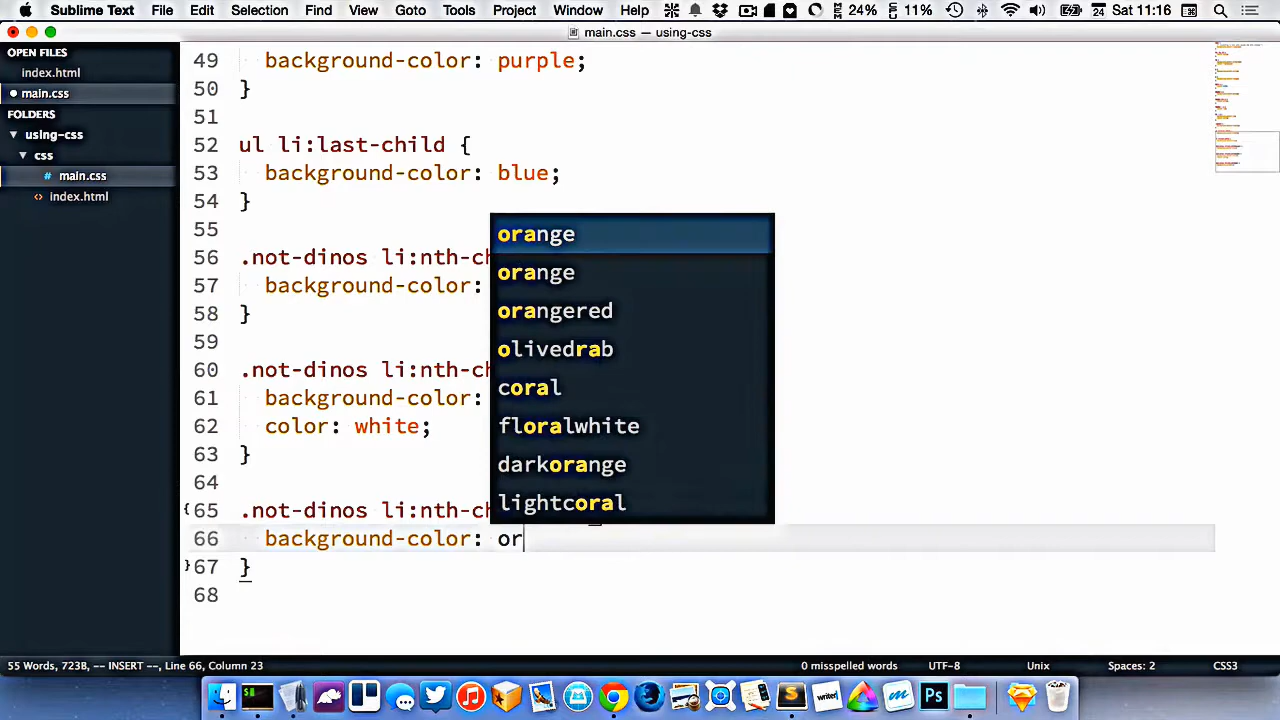 Sublime Text File Edit Selection Find View Goto Tools Project Window Help 24% 11% 24 Sat 11:16
main.css — using-css
OPEN FILES
index.html
main.css
FOLDERS
using-css
css
# main.css
<> index.html
49 background-color: purple;
50 }
51
52 ul li:last-child {
53 background-color: blue;
54 }
55
56 .not-dinos li:nth-ch
57 background-color:
58 }
59
60 .not-dinos li:nth-ch
61 background-color:
62 color: white;
63 }
64
65 .not-dinos li:nth-ch
66 background-color: or
67 }
68
orange
orange
orangered
olivedrab
coral
floralwhite
darkorange
lightcoral
55 Words, 723B, -- INSERT --, Line 66, Column 23 0 misspelled words UTF-8 Unix Spaces: 2 CSS3